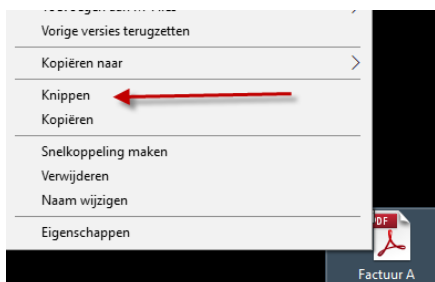 Vorige versies terugzetten
Kopiëren naar
Knippen
Kopiëren
Snelkoppeling maken
Verwijderen
Naam wijzigen
Eigenschappen
PDF
Factuur A